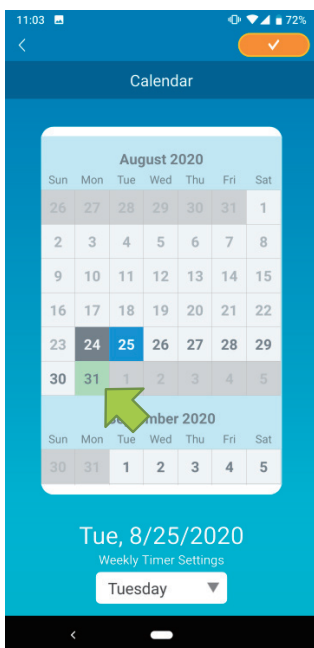 11:03 72%
Calendar
August 2020
Sun Mon Tue Wed Thu Fri Sat
26 27 28 29 30 31 1
2 3 4 5 6 7 8
9 10 11 12 13 14 15
16 17 18 19 20 21 22
23 24 25 26 27 28 29
30 31 1 2 3 4 5
2020
Sun Mon Tue Wed Thu Fri Sat
30 31 1 2 3 4 5
Tue, 8/25/2020
Weekly Timer Settings
Tuesday